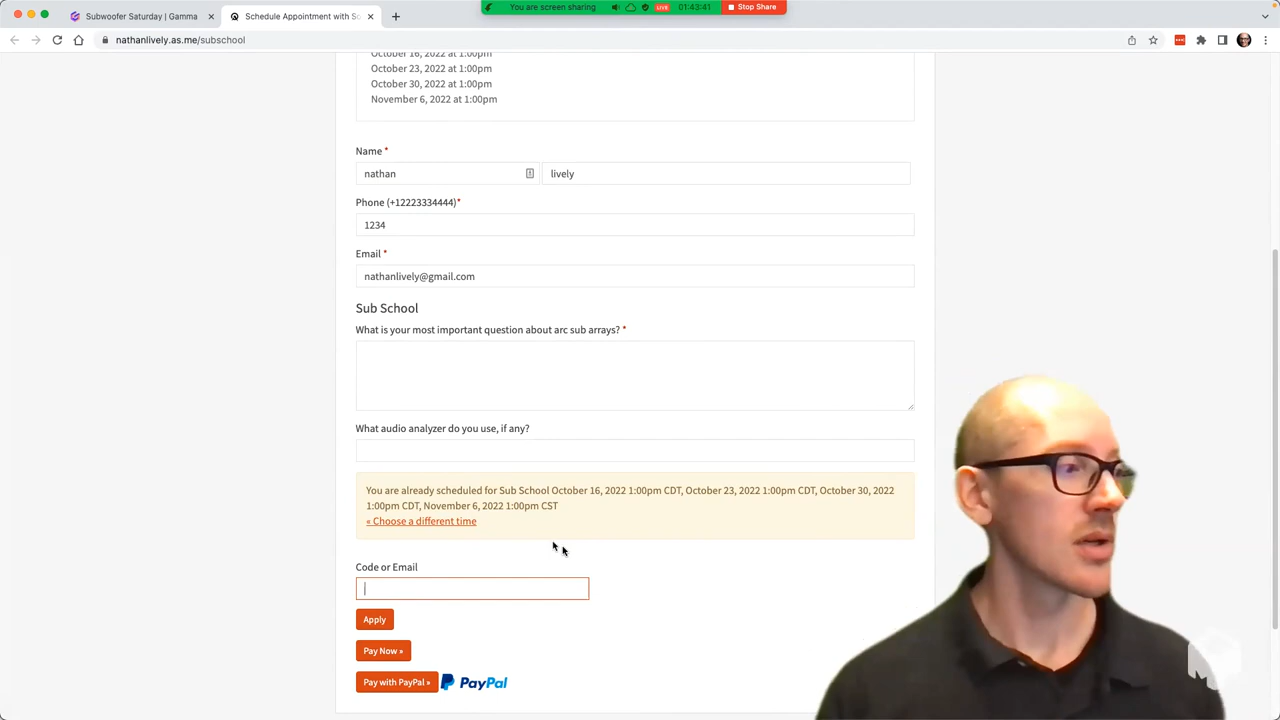 Subwoofer Saturday | Gamma
Schedule Appointment with So
You are screen sharing
LIVE
01:43:41
Stop Share
nathanlively.as.me/subschool
October 16, 2022 at 1:00pm
October 23, 2022 at 1:00pm
October 30, 2022 at 1:00pm
November 6, 2022 at 1:00pm
Name *
nathan
lively
Phone (+12223334444)*
1234
Email *
nathanlively@gmail.com
Sub School
What is your most important question about arc sub arrays? *
What audio analyzer do you use, if any?
You are already scheduled for Sub School October 16, 2022 1:00pm CDT, October 23, 2022 1:00pm CDT, October 30, 2022
1:00pm CDT, November 6, 2022 1:00pm CST
« Choose a different time
Code or Email
Apply
Pay Now »
Pay with PayPal »
PayPal